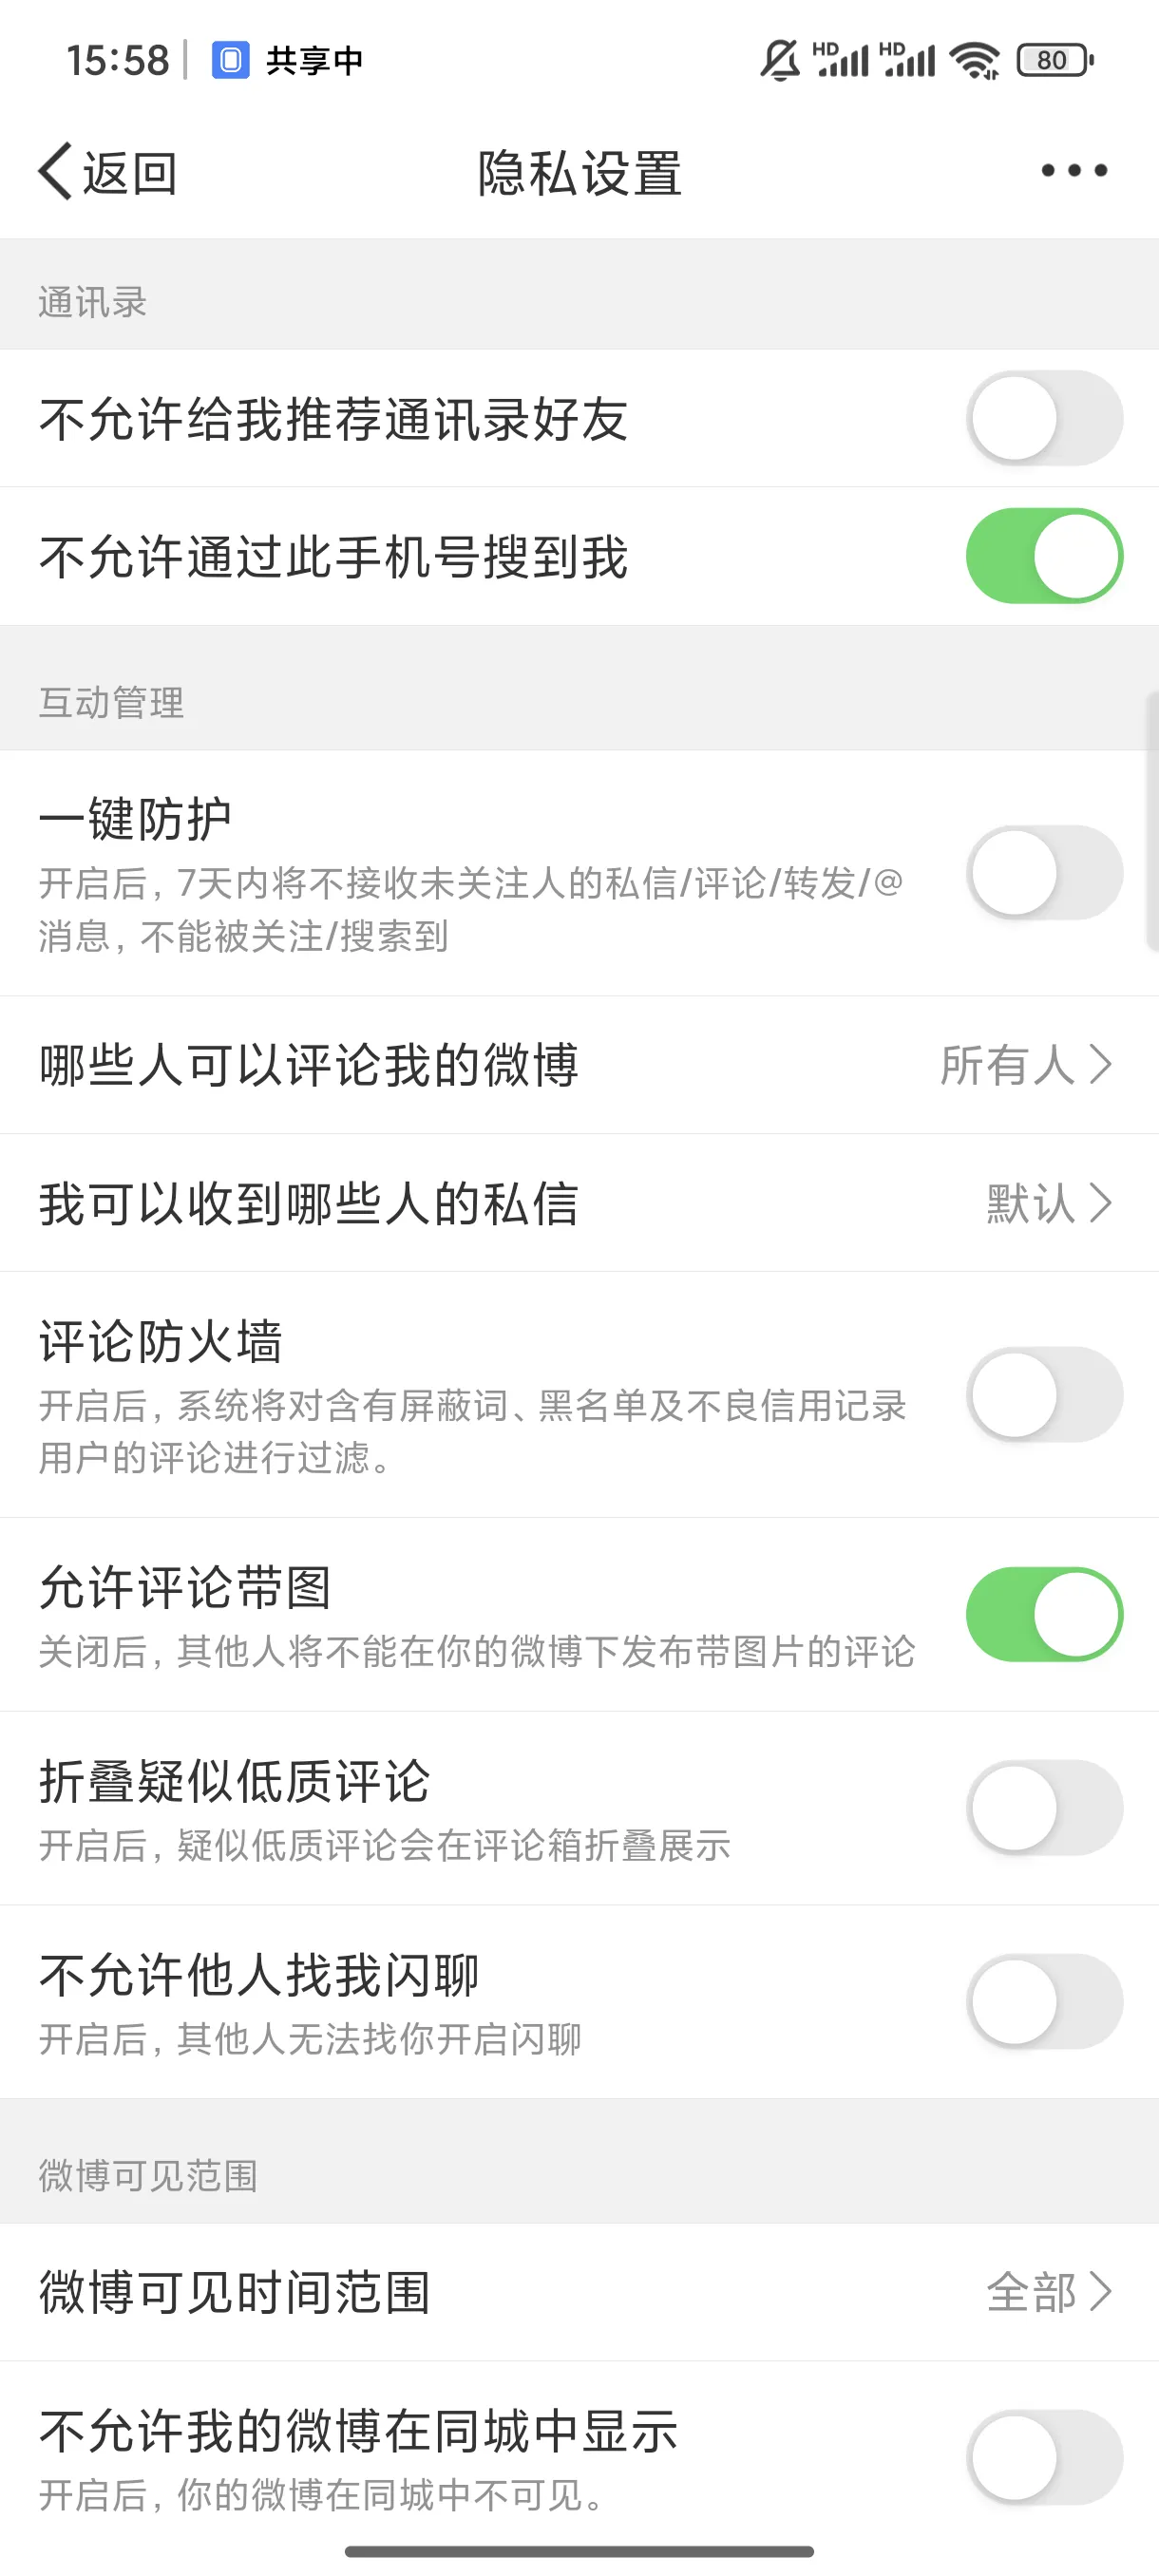 15:58 共享中 HD HD 80
返回 隐私设置
通讯录
不允许给我推荐通讯录好友
不允许通过此手机号搜到我
互动管理
一键防护
开启后, 7天内将不接收未关注人的私信/评论/转发/@
消息, 不能被关注/搜索到
哪些人可以评论我的微博 所有人
我可以收到哪些人的私信 默认
评论防火墙
开启后, 系统将对含有屏蔽词、黑名单及不良信用记录
用户的评论进行过滤。
允许评论带图
关闭后, 其他人将不能在你的微博下发布带图片的评论
折叠疑似低质评论
开启后, 疑似低质评论会在评论箱折叠展示
不允许他人找我闪聊
开启后, 其他人无法找你开启闪聊
微博可见范围
微博可见时间范围 全部
不允许我的微博在同城中显示
开启后, 你的微博在同城中不可见。